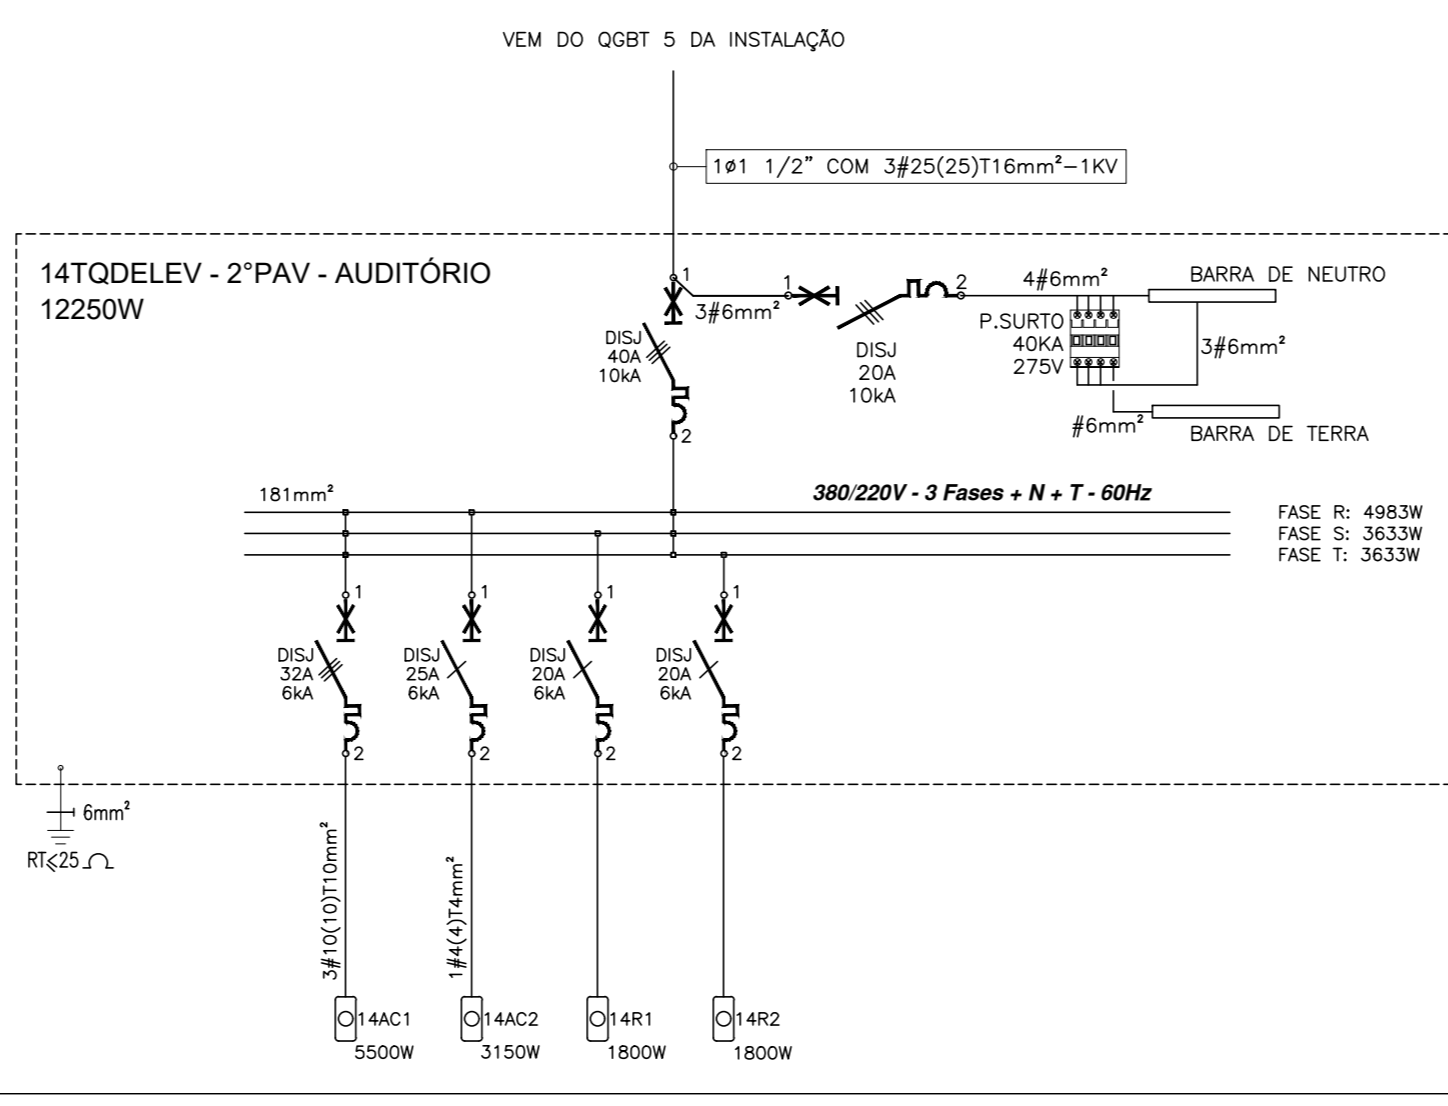 VEM DO QGBT 5 DA INSTALAÇÃO
1ø1 1/2" COM 3#25(25)T16mm²-1KV
14TQDELEV - 2°PAV - AUDITÓRIO
12250W
1
3#6mm²
1
2
4#6mm²
BARRA DE NEUTRO
DISJ
40A
10kA
2
DISJ
20A
10kA
P.SURTO
40KA
275V
3#6mm²
#6mm²
BARRA DE TERRA
181mm²
380/220V - 3 Fases + N + T - 60Hz
FASE R: 4983W
FASE S: 3633W
FASE T: 3633W
1
DISJ
32A
6kA
2
1
DISJ
25A
6kA
2
1
DISJ
20A
6kA
2
1
DISJ
20A
6kA
2
6mm²
RT⩽25 Ω
3#10(10)T10mm²
1#4(4)T4mm²
14AC1
5500W
14AC2
3150W
14R1
1800W
14R2
1800W